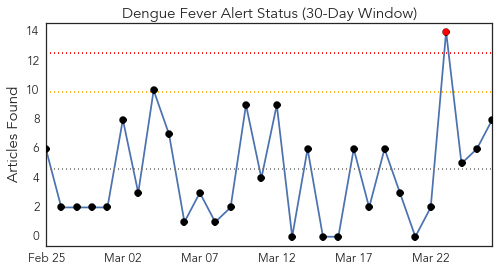 Dengue Fever Alert Status (30-Day Window)
Articles Found
14
12
10
8
6
4
2
0
Feb 25 Mar 02 Mar 07 Mar 12 Mar 17 Mar 22